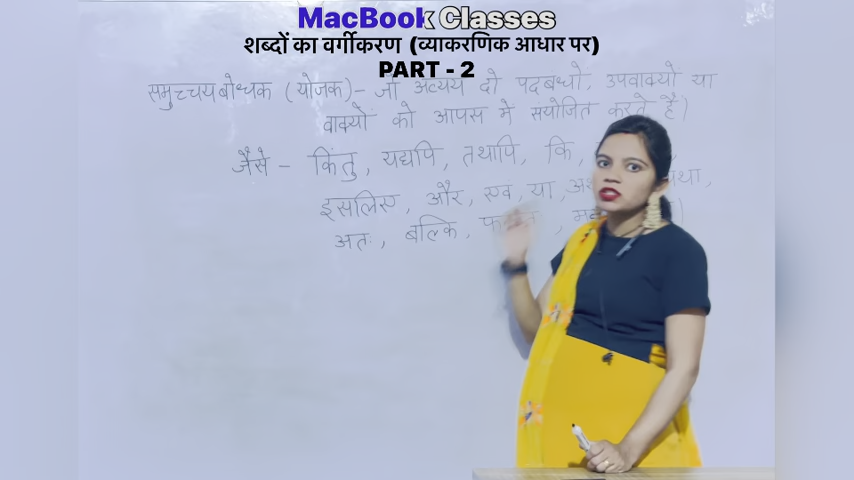 MacBook Classes
शब्दों का वर्गीकरण (व्याकरणिक आधार पर)
PART - 2
समुच्चयबोधक (योजक)- जो अव्यय दो पदबंधो, उपवाक्यो या
वाक्यों को आपस मे संयोजित करते है)
जैसे - किंतु, यद्यपि, तथापि, कि,
इसलिए, और, एवं, या,
अतः, बल्कि,